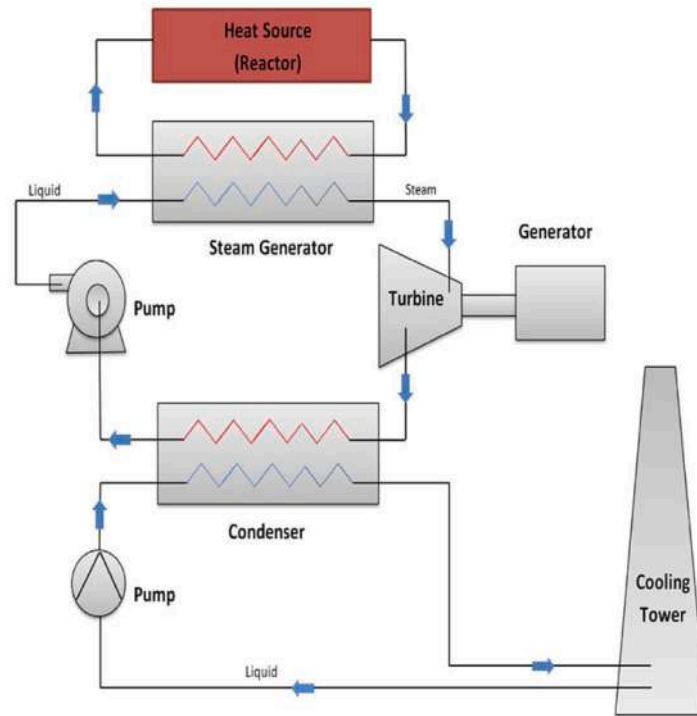 Heat Source
(Reactor)
Liquid
Steam
Steam Generator
Generator
Turbine
Pump
Condenser
Pump
Cooling
Tower
Liquid